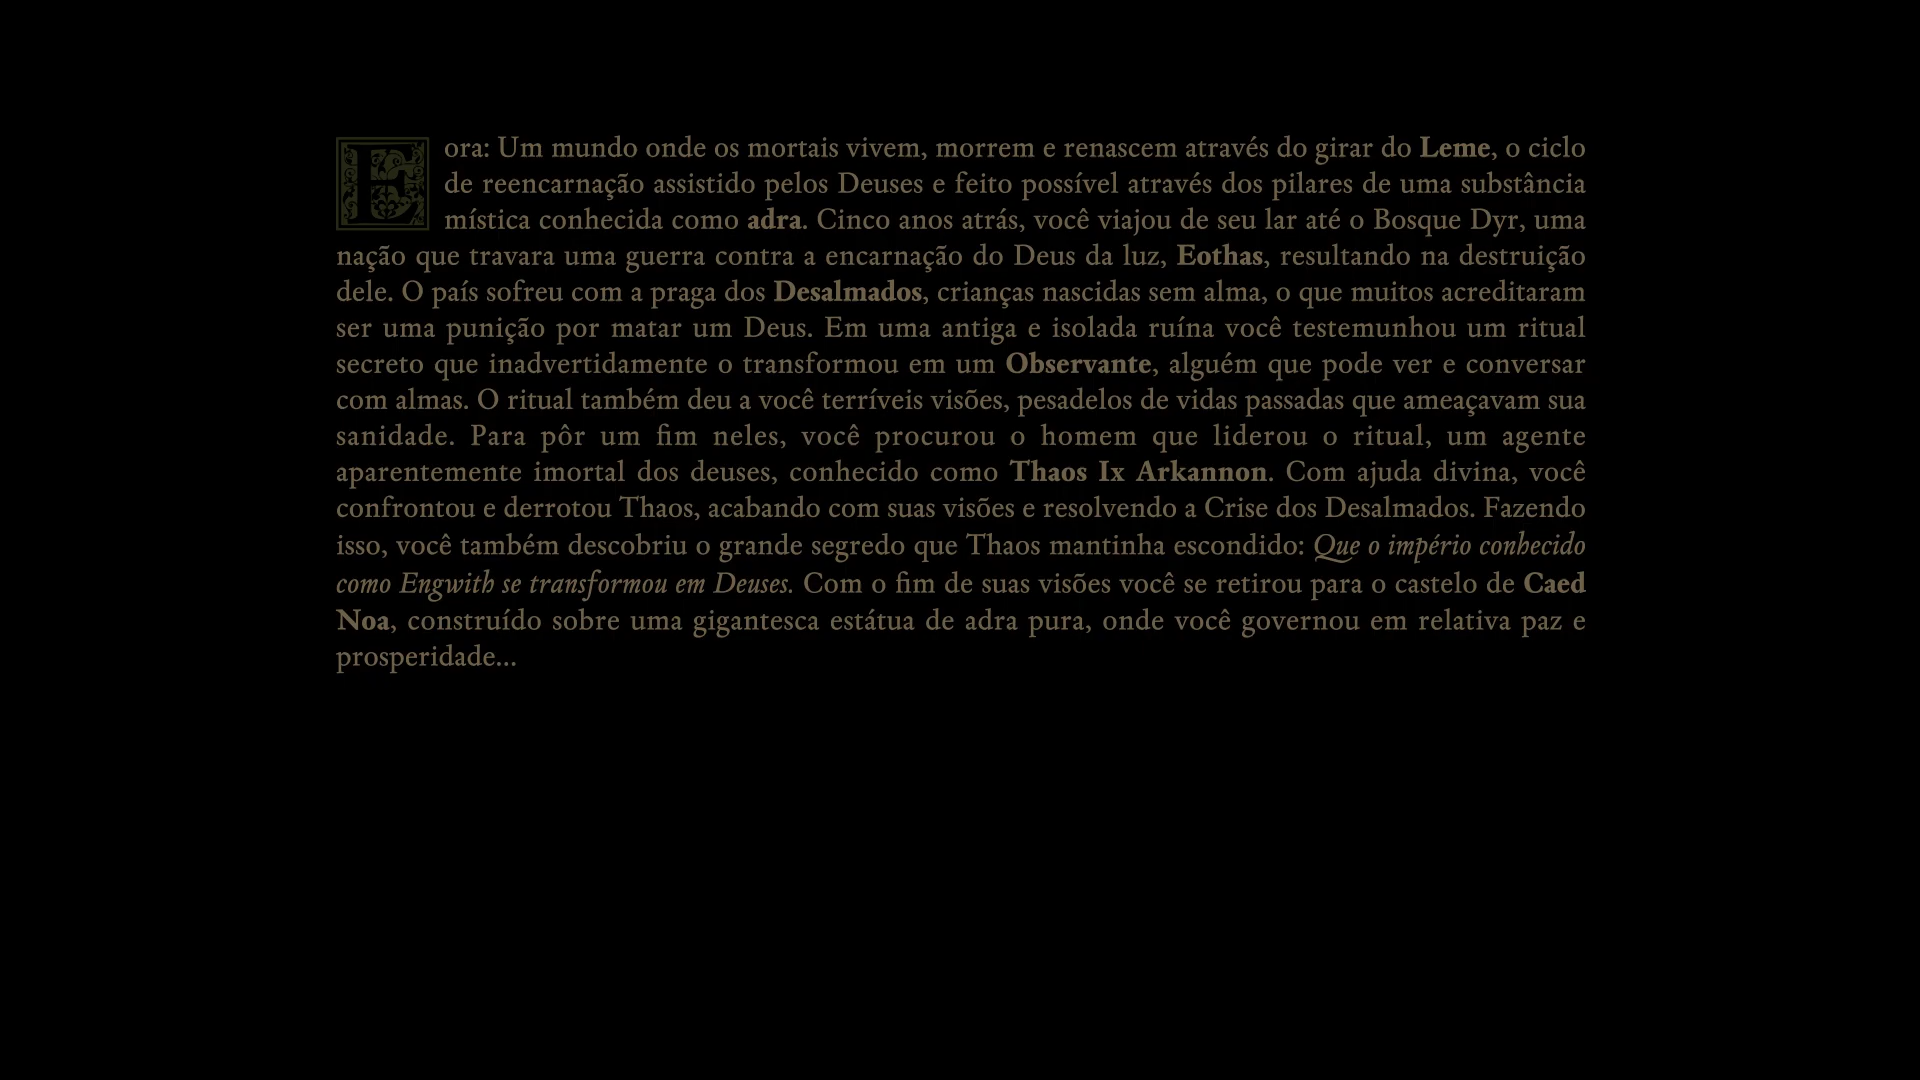 Eora: Um mundo onde os mortais vivem, morrem e renascem através do girar do Leme, o ciclo
de reencarnação assistido pelos Deuses e feito possível através dos pilares de uma substância
mística conhecida como adra. Cinco anos atrás, você viajou de seu lar até o Bosque Dyr, uma
nação que travara uma guerra contra a encarnação do Deus da luz, Eothas, resultando na destruição
dele. O país sofreu com a praga dos Desalmados, crianças nascidas sem alma, o que muitos acreditaram
ser uma punição por matar um Deus. Em uma antiga e isolada ruína você testemunhou um ritual
secreto que inadvertidamente o transformou em um Observante, alguém que pode ver e conversar
com almas. O ritual também deu a você terríveis visões, pesadelos de vidas passadas que ameaçavam sua
sanidade. Para pôr um fim neles, você procurou o homem que liderou o ritual, um agente
aparentemente imortal dos deuses, conhecido como Thaos Ix Arkannon. Com ajuda divina, você
confrontou e derrotou Thaos, acabando com suas visões e resolvendo a Crise dos Desalmados. Fazendo
isso, você também descobriu o grande segredo que Thaos mantinha escondido: Que o império conhecido
como Engwith se transformou em Deuses. Com o fim de suas visões você se retirou para o castelo de Caed
Noa, construído sobre uma gigantesca estátua de adra pura, onde você governou em relativa paz e
prosperidade...